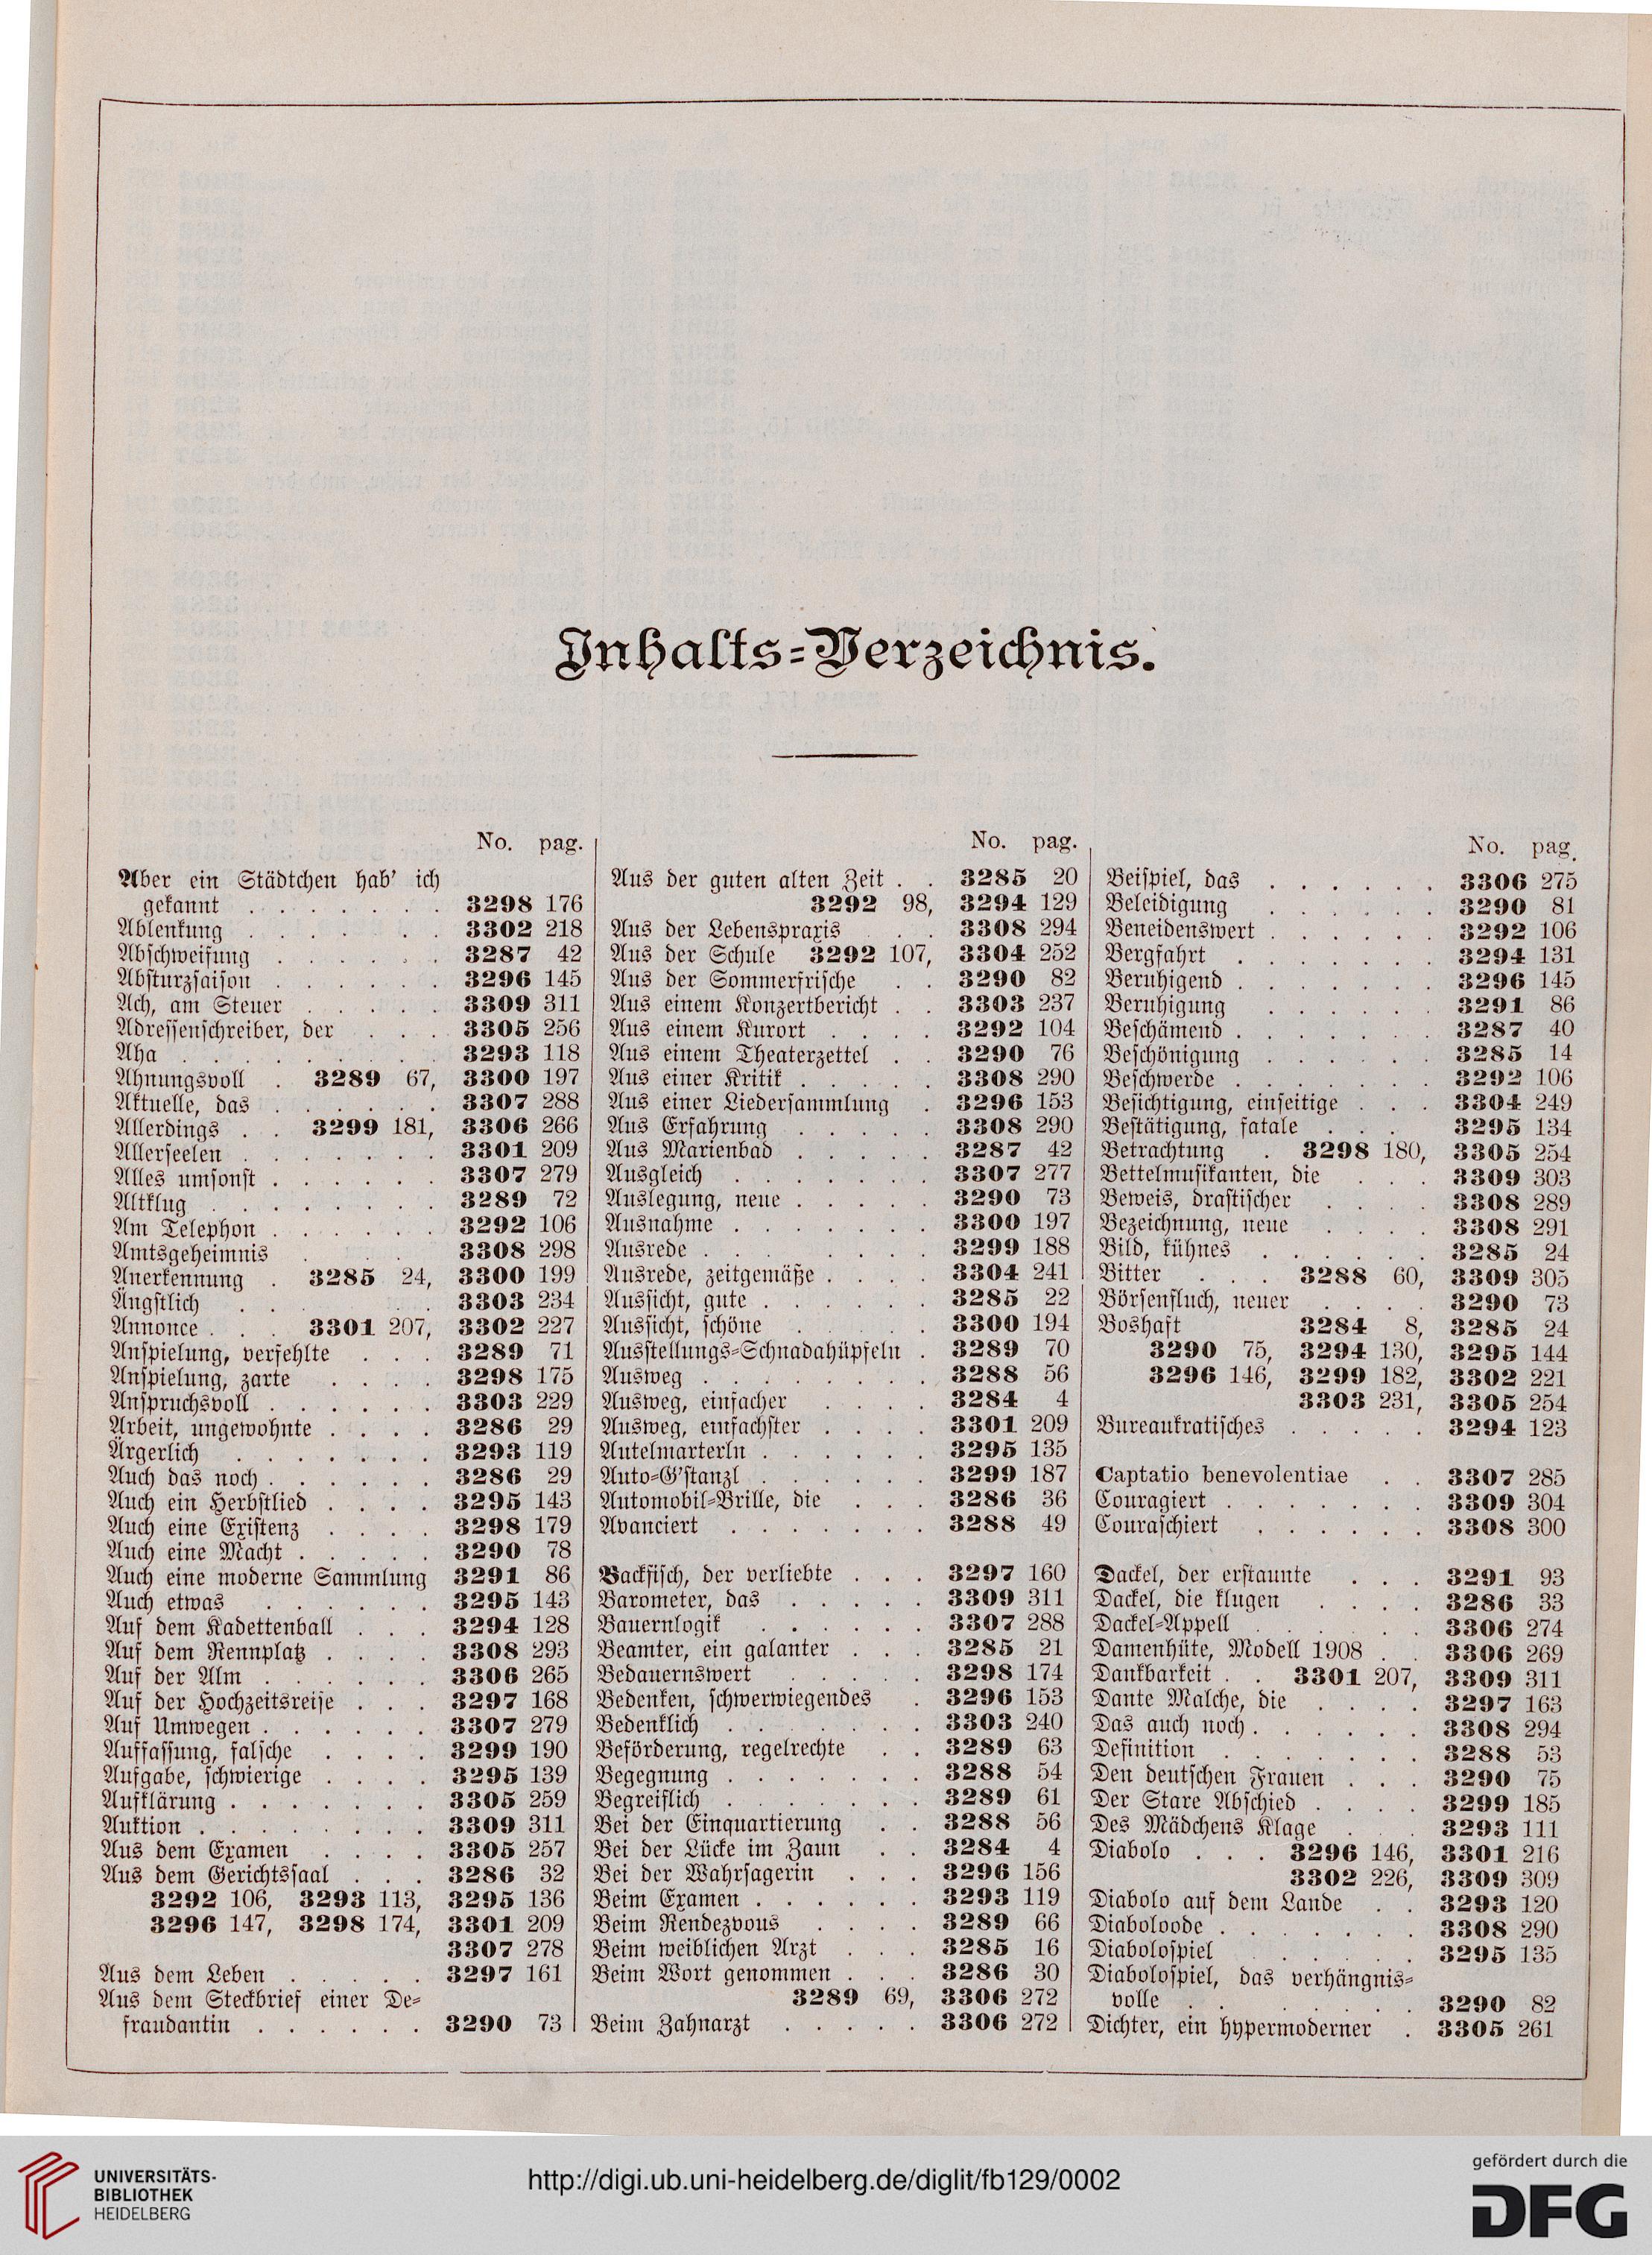 Inhalts-Verzeichnis.
No. pag.
Aber ein Städtchen hab' ich
gekannt . . . . . . . 3298 176
Ablenkung . . . . . . . 3302 218
Abschweifung . . . . . . 3287 42
Absturzsaison . . . . . . 3296 145
Ach, am Steuer . . . . . 3309 311
Adressenschreiber, der . . . 3305 256
Aha . . . . . . . . . 3293 118
Ahnungsvoll . 3289 67, 3300 197
Aktuelle, das . . . . . . 3307 288
Allerdings . . 3299 181, 3306 266
Allerseelen . . . . . . . 3301 209
Alles umsonst . . . . . . 3307 279
Altklug . . . . . . . . 3289 72
Am Telephon . . . . . . 3292 106
Amtsgeheimnis . . . . . 3308 298
Anerkennung . 3285 24, 3300 199
Ängstlich . . . . . . . 3303 234
Annonce . . . 3301 207, 3302 227
Anspielung, verfehlte . . . 3289 71
Anspielung, zarte . . . . 3298 175
Anspruchsvoll . . . . . . 3303 229
Arbeit, ungewohnte . . . . 3286 29
Ärgerlich . . . . . . . 3293 119
Auch das noch . . . . . . 3286 29
Auch ein Herbstlied . . . . 3295 143
Auch eine Existenz . . . . 3298 179
Auch eine Macht . . . . . 3290 78
Auch eine moderne Sammlung 3291 86
Auch etwas . . . . . . 3295 143
Auf dem Kadettenball . . . 3294 128
Auf dem Rennplatz . . . . 3308 293
Auf der Alm . . . . . . 3306 265
Auf der Hochzeitsreise . . . 3297 168
Auf Umwegen . . . . . . 3307 279
Auffassung, falsche . . . . 3299 190
Aufgabe, schwierige . . . . 3295 139
Aufklärung . . . . . . . 3305 259
Auktion . . . . . . . . 3309 311
Aus dem Examen . . . . 3305 257
Aus dem Gerichtssaal . . . 3286 32
3292 106, 3293 113, 3295 136
3296 147, 3298 174, 3301 209
3307 278
Aus dem Leben . . . . . 3297 161
Aus dem Steckbrief einer De-
fraudantin . . . . . . 3290 73
No. pag.
Aus der guten alten Zeit . . 3285 20
3292 98, 3294 129
Aus der Lebenspraxis . . 3308 294
Aus der Schule 3292 107, 3304 252
Aus der Sommerfrische . . 3290 82
Aus einem Konzertbericht . . 3303 237
Aus einem Kurort . . . . 3292 104
Aus einem Theaterzettel . . 3290 76
Aus einer Kritik . . . . . 3308 290
Aus einer Liedersammlung . 3296 153
Aus Erfahrung . . . . . 3308 290
Aus Marienbad . . . . . 3287 42
Ausgleich . . . . . . . 3307 277
Auslegung, neue . . . . . 3290 73
Ausnahme . . . . . . . 3300 197
Ausrede . . . . . . . . 3299 188
Ausrede, zeitgemäße . . . . 3304 241
Aussicht, gute . . . . . . 3285 22
Aussicht, schöne . . . . . 3300 194
Ausstellungs-Schnadahüpfeln . 3289 70
Ausweg . . . . . . . . 3288 56
Ausweg, einfacher . . . . 3284 4
Ausweg, einfachster . . . . 3301 209
Autelmarterln . . . . . . 3295 135
Auto-G'stanzl . . . . . . 3299 187
Automobil-Brille, die . . . 3286 36
Avanciert . . . . . . . 3288 49
Backfisch, der verliebte . . . 3297 160
Barometer, das . . . . . 3309 311
Bauernlogik . . . . . . 3307 288
Beamter, ein galanter . . . 3285 21
Bedauernswert . . . . 3298 174
Bedenken, schwerwiegendes . 3296 153
Bedenklich . . . . . . . 3303 240
Beförderung, regelrechte . . 3289 63
Begegnung . . . . . . . 3288 54
Begreiflich . . . . . . . 3289 61
Bei der Einquartierung . . 3288 56
Bei der Lücke im Zaun . . 3284 4
Bei der Wahrsagerin . . . 3296 156
Beim Examen . . . . . . 3293 119
Beim Rendezvous . . . . 3289 66
Beim weiblichen Arzt . . . 3285 16
Beim Wort genommen . . . 3286 30
3289 69, 3306 272
Beim Zahnarzt . . . . . 3306 272
No. pag.
Beispiel, das . . . . . . 3306 275
Beleidigung . . . . . . 3290 81
Beneidenswert . . . . . . 3292 106
Bergfahrt . . . . . . . 3294 131
Beruhigend . . . . . . . 3296 145
Beruhigung . . . . . . 3291 86
Beschämend . . . . . . . 3287 40
Beschönigung . . . . . . 3285 14
Beschwerde . . . . . . . 3292 106
Besichtigung, einseitige . . . 3304 249
Bestätigung, fatale . . . 3295 134
Betrachtung . 3298 180, 3305 254
Bettelmusikanten, die . . . 3309 303
Beweis, drastischer . . . . 3308 289
Bezeichnung, neue . . . . 3308 291
Bild, kühnes . . . . . . 3285 24
Bitter . . . 3288 60, 3309 305
Börsenfluch, neuer . . . . 3290 73
Boshaft 3284 8, 3285 24
3290 75, 3294 130, 3295 144
3296 146, 3299 182, 3302 221
3303 231, 3305 254
Bureaukratisches . . . . . 3294 123
Captatio benevolentiae . . 3307 285
Couragiert . . . . . . . 3309 304
Couraschiert . . . . . . 3308 300
Dackel, der erstaunte . . . 3291 93
Dackel, die klugen . . . . 3286 33
Dackel-Appell . . . . . . 3306 274
Damenhüte, Modell 1908 . . 3306 269
Dankbarkeit . . 3301 207, 3309 311
Dante Malche, die . . . . 3297 163
Das auch noch . . . . . . 3308 294
Definition . . . . . . . 3288 53
Den deutschen Frauen . . . 3290 75
Der Stare Abschied . . . . 3299 185
Des Mädchens Klage . . . 3293 111
Diabolo . . . 3296 146, 3301 216
3302 226, 3309 309
Diabolo auf dem Lande . . 3293 120
Diaboloode . . . . . . . 3308 290
Diabolospiel . . . . . 3295 135
Diabolospiel, das verhängnis-
volle . . . . . . . 3290 82
Dichter, ein hypermoderner . 3305 261
UNIVERSITÄTS-
BIBLIOTHEK
HEIDELBERG
http://digi.ub.uni-heidelberg.de/diglit/fb129/0002
gefördert durch die
DFG